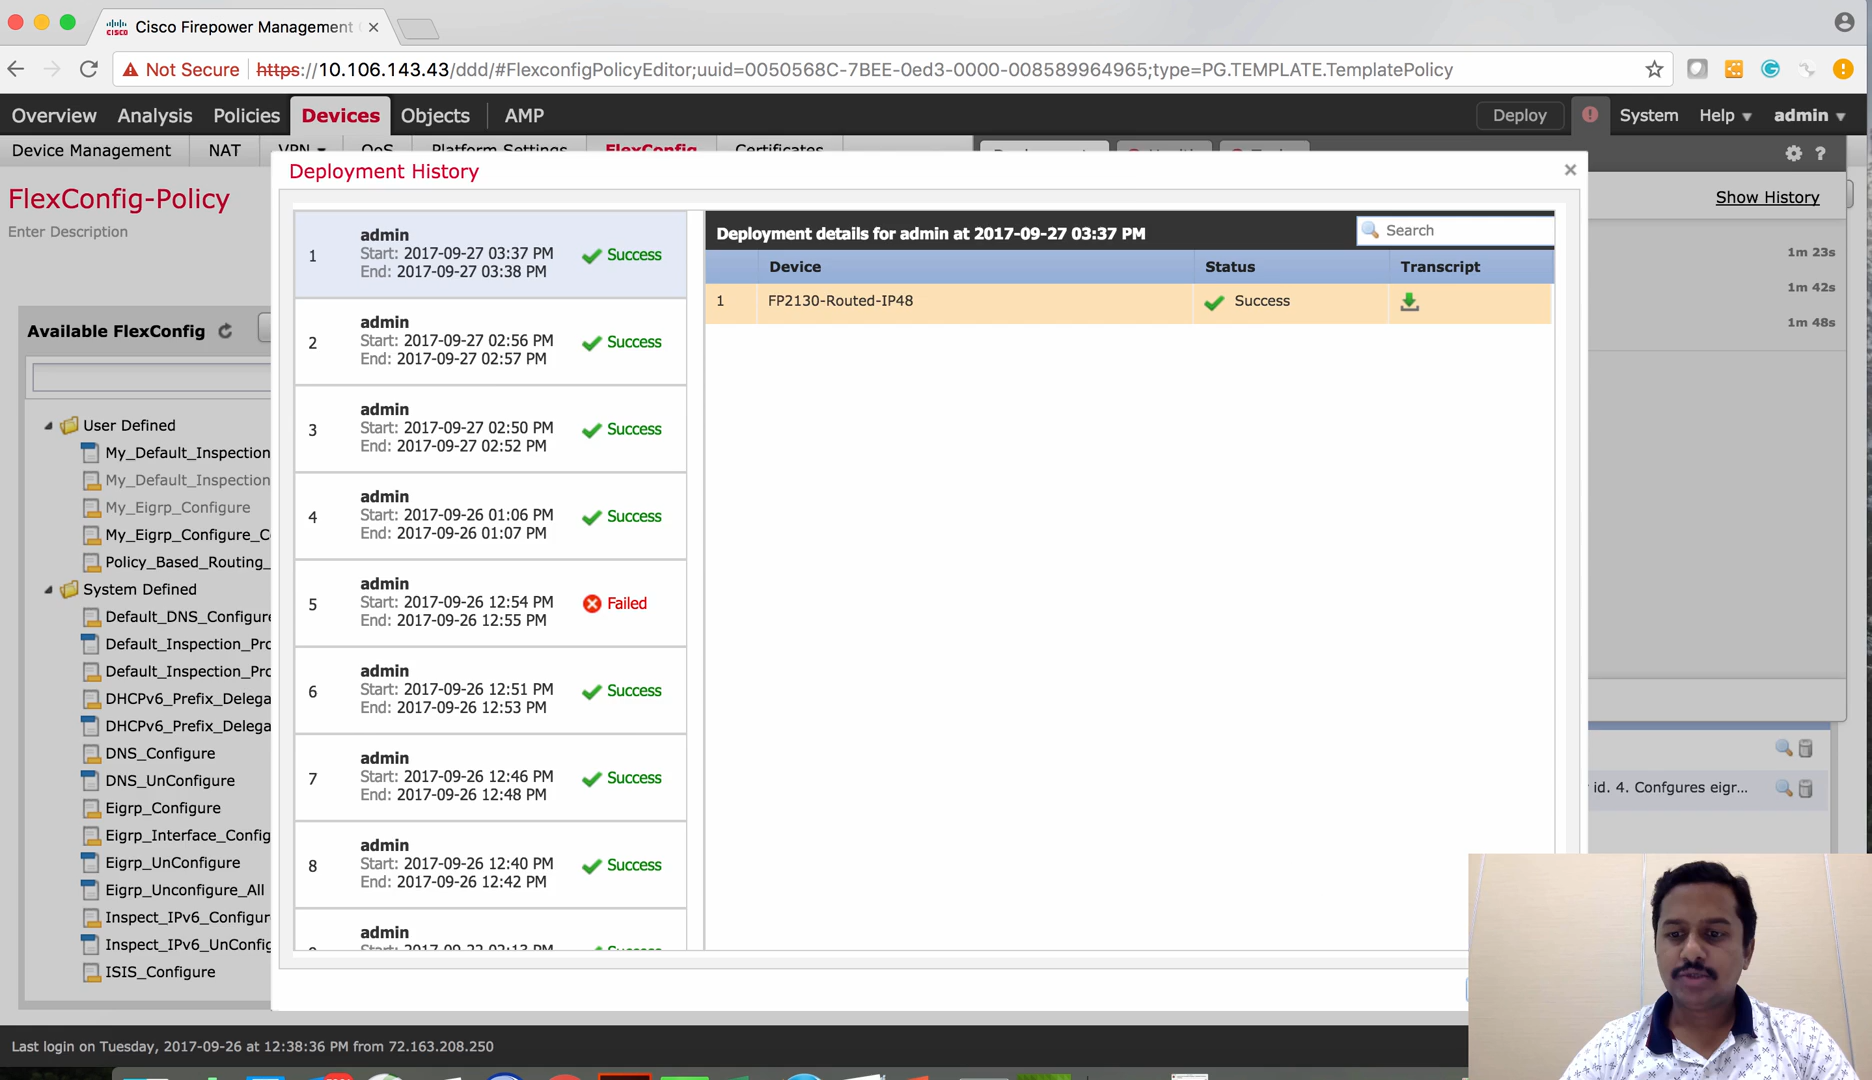 Cisco Firepower Management
Not Secure https://10.106.143.43/ddd/#FlexconfigPolicyEditor;uuid=0050568C-7BEE-0ed3-0000-008589964965;type=PG.TEMPLATE.TemplatePolicy
Overview Analysis Policies Devices Objects AMP Deploy System Help admin
Device Management NAT VPN QoS Platform Settings FlexConfig Certificates
Deployment History
FlexConfig-Policy
Enter Description
Show History
1m 23s
1m 42s
1m 48s
Available FlexConfig
User Defined
My_Default_Inspection
My_Default_Inspection
My_Eigrp_Configure
My_Eigrp_Configure_C
Policy_Based_Routing_
System Defined
Default_DNS_Configure
Default_Inspection_Pro
Default_Inspection_Pro
DHCPv6_Prefix_Delega
DHCPv6_Prefix_Delega
DNS_Configure
DNS_UnConfigure
Eigrp_Configure
Eigrp_Interface_Config
Eigrp_UnConfigure
Eigrp_Unconfigure_All
Inspect_IPv6_Configur
Inspect_IPv6_UnConfig
ISIS_Configure
1 admin
Start: 2017-09-27 03:37 PM Success
End: 2017-09-27 03:38 PM
2 admin
Start: 2017-09-27 02:56 PM Success
End: 2017-09-27 02:57 PM
3 admin
Start: 2017-09-27 02:50 PM Success
End: 2017-09-27 02:52 PM
4 admin
Start: 2017-09-26 01:06 PM Success
End: 2017-09-26 01:07 PM
5 admin
Start: 2017-09-26 12:54 PM Failed
End: 2017-09-26 12:55 PM
6 admin
Start: 2017-09-26 12:51 PM Success
End: 2017-09-26 12:53 PM
7 admin
Start: 2017-09-26 12:46 PM Success
End: 2017-09-26 12:48 PM
8 admin
Start: 2017-09-26 12:40 PM Success
End: 2017-09-26 12:42 PM
admin
Deployment details for admin at 2017-09-27 03:37 PM Search
Device Status Transcript
1 FP2130-Routed-IP48 Success
id. 4. Confgures eigr...
Last login on Tuesday, 2017-09-26 at 12:38:36 PM from 72.163.208.250